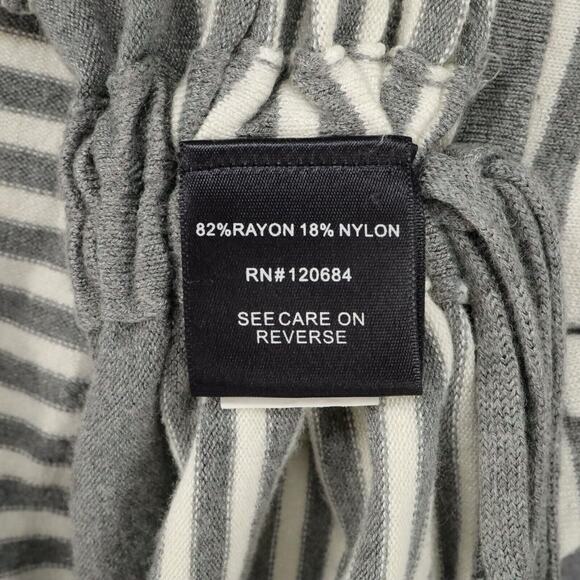 82%RAYON 18% NYLON
RN#120684
SEE CARE ON
REVERSE